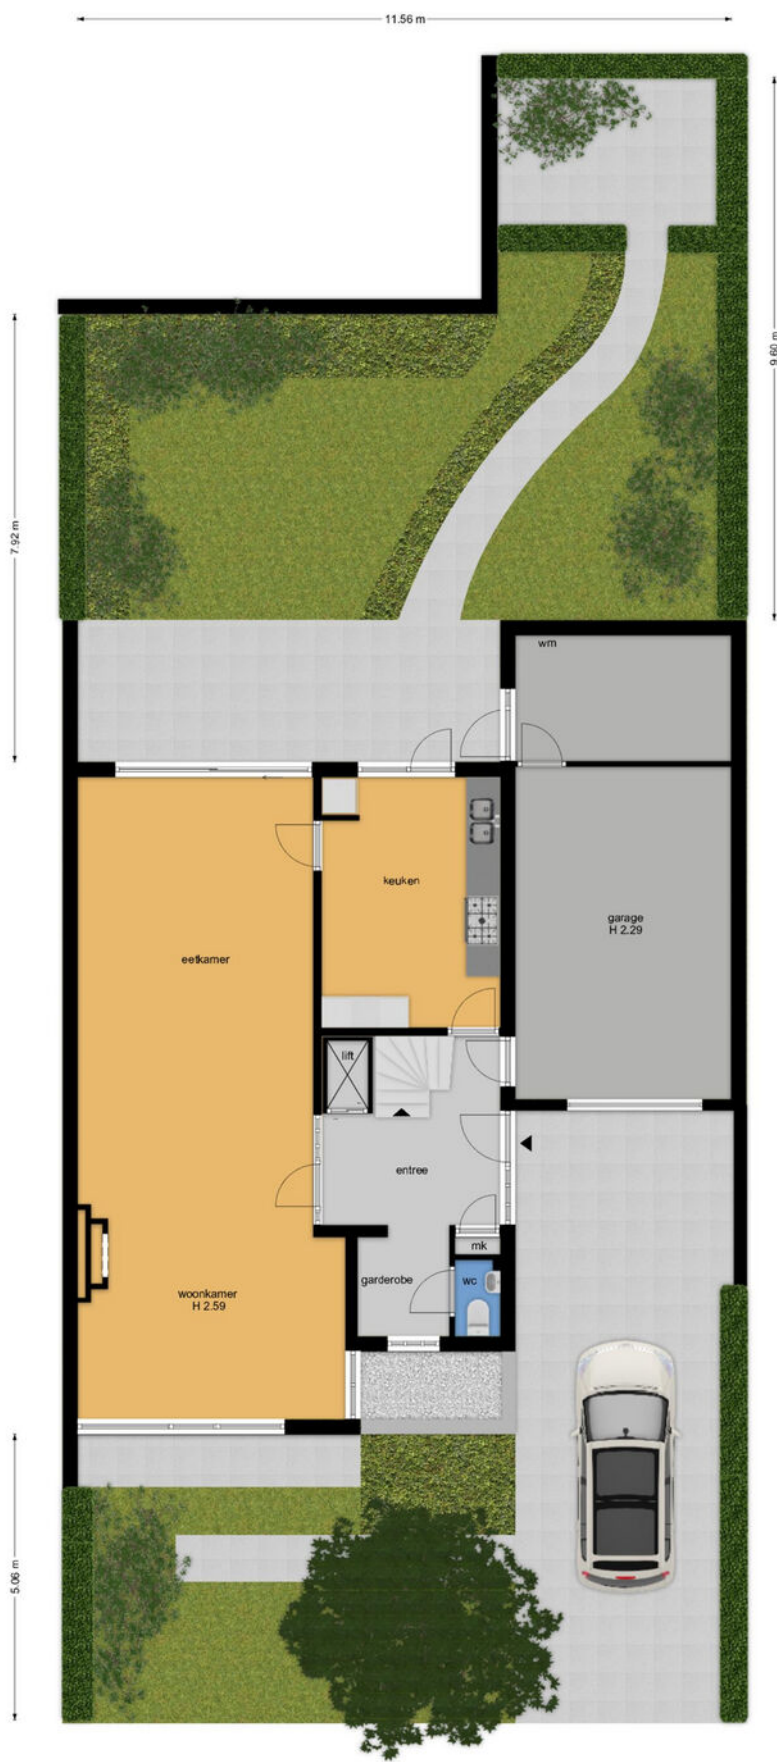 11.56 m
9.60 m
7.92 m
wm
keuken
garage
H 2.29
eetkamer
lift
entree
mk
garderobe
wc
woonkamer
H 2.59
5.06 m